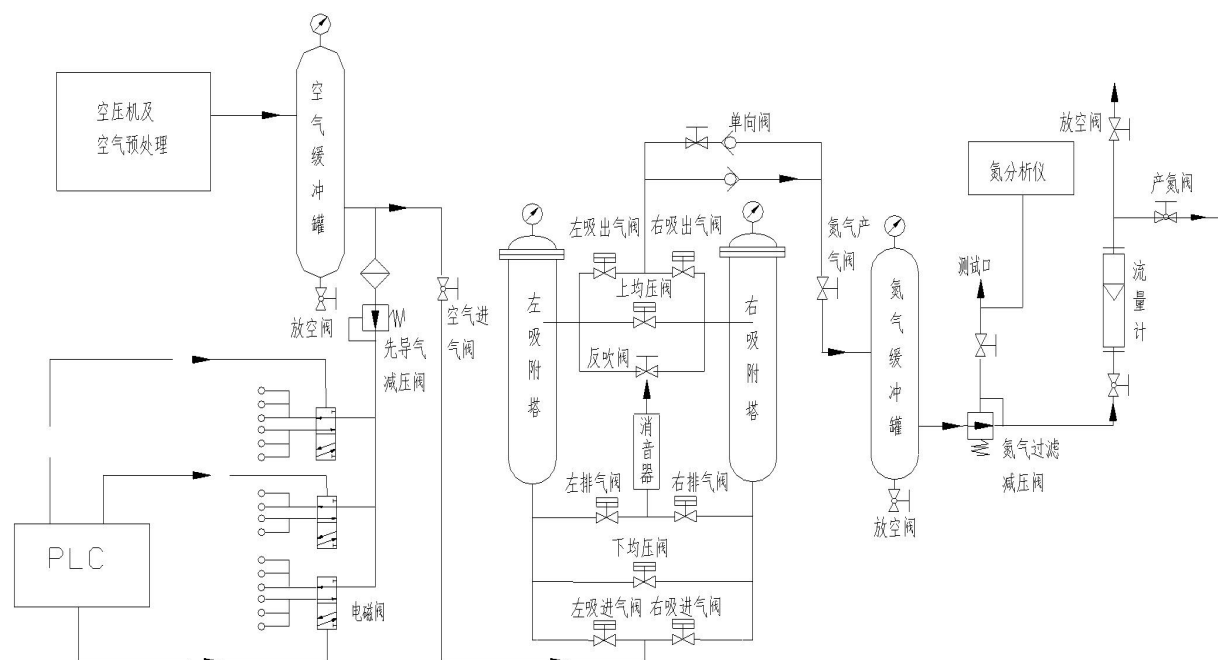 空压机及
空气预处理
空气缓冲罐
放空阀
先导气
减压阀
空气进
气阀
PLC
电磁阀
左吸附塔
右吸附塔
左吸出气阀
右吸出气阀
上均压阀
反吹阀
消音器
左排气阀
右排气阀
下均压阀
左吸进气阀
右吸进气阀
单向阀
氮气产
气阀
氮气缓冲罐
放空阀
氮分析仪
测试口
氮气过滤
减压阀
放空阀
产氮阀
流量计